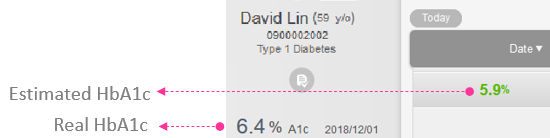 David Lin (59 y/o)
0900002002
Type 1 Diabetes
Today
Date ▼
Estimated HbA1c
5.9%
Real HbA1c
6.4 % A1c 2018/12/01